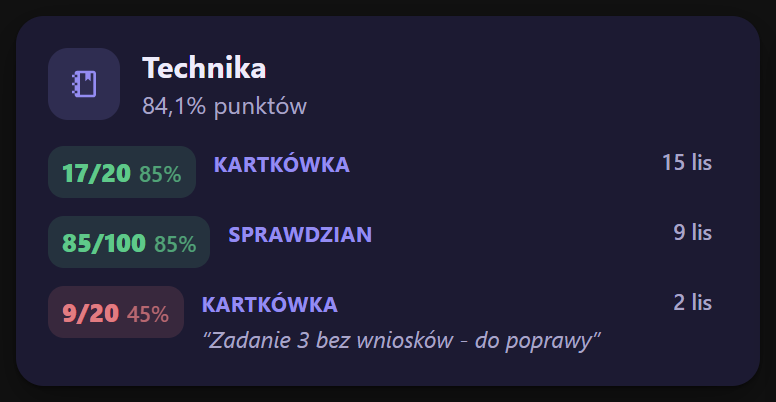 Technika
84,1% punktów
17/20 85% KARTKÓWKA 15 lis
85/100 85% SPRAWDZIAN 9 lis
9/20 45% KARTKÓWKA 2 lis
“Zadanie 3 bez wniosków - do poprawy”